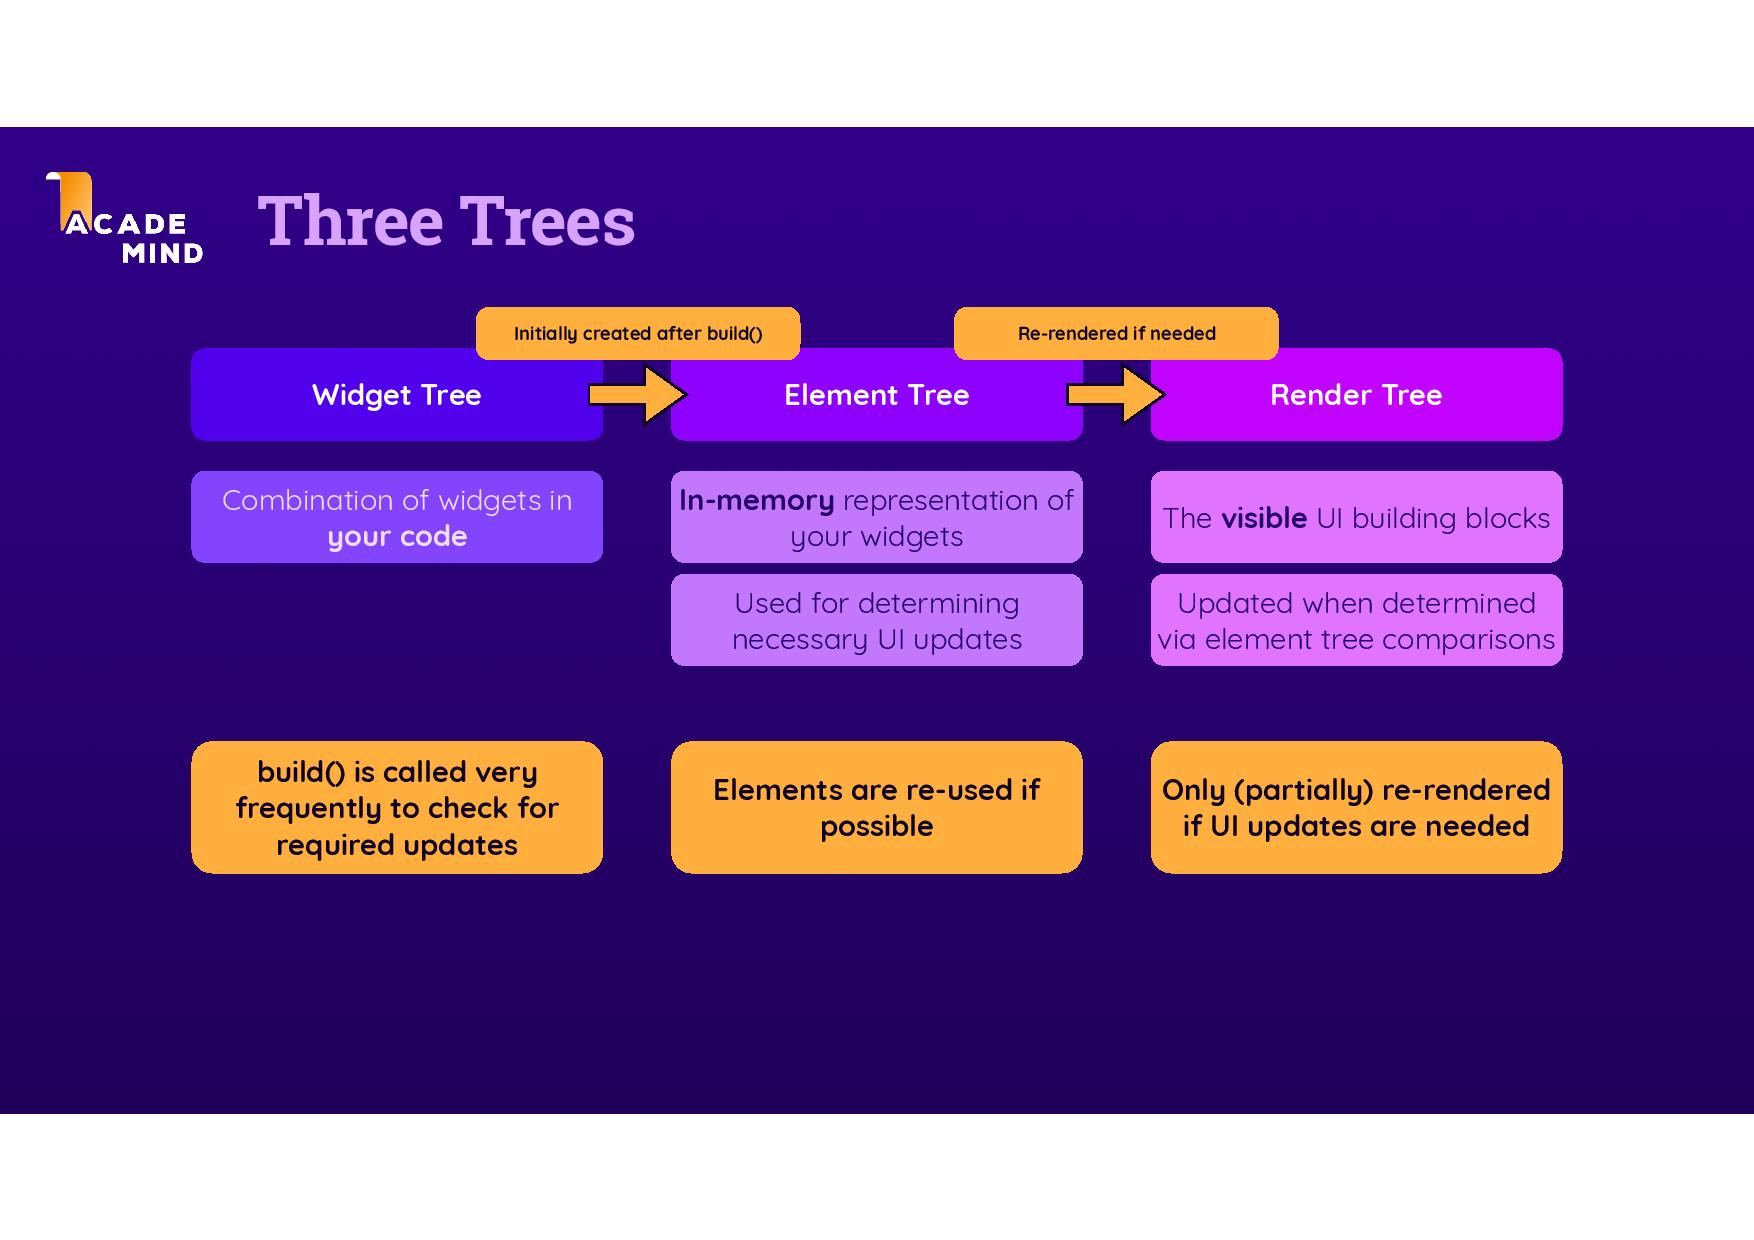 ACADE
MIND
Three Trees
Initially created after build()
Re-rendered if needed
Widget Tree
Element Tree
Render Tree
Combination of widgets in
your code
In-memory representation of
your widgets
The visible UI building blocks
Used for determining
necessary UI updates
Updated when determined
via element tree comparisons
build() is called very
frequently to check for
required updates
Elements are re-used if
possible
Only (partially) re-rendered
if UI updates are needed